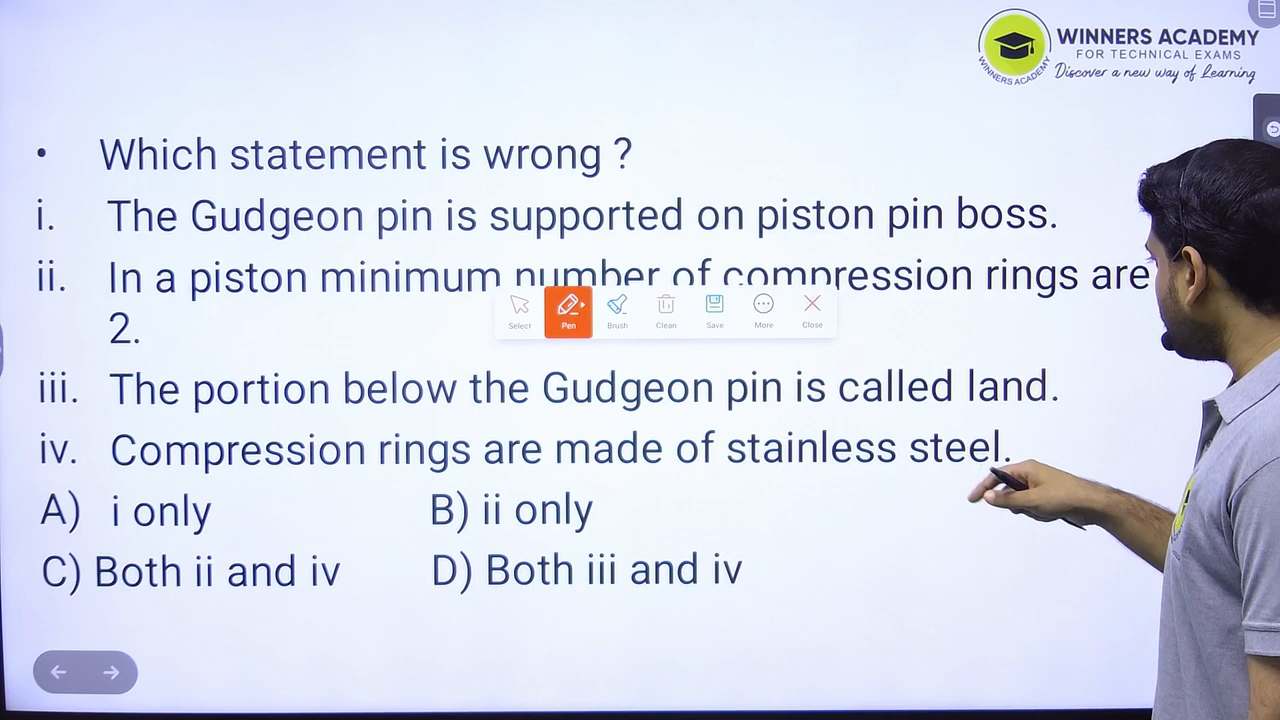 WINNERS ACADEMY
FOR TECHNICAL EXAMS
Discover a new way of Learning
WINNERS ACADEMY
• Which statement is wrong ?
i. The Gudgeon pin is supported on piston pin boss.
ii. In a piston minimum number of compression rings are
2.
Select Pen Brush Clean Save More Close
iii. The portion below the Gudgeon pin is called land.
iv. Compression rings are made of stainless steel.
A) i only B) ii only
C) Both ii and iv D) Both iii and iv